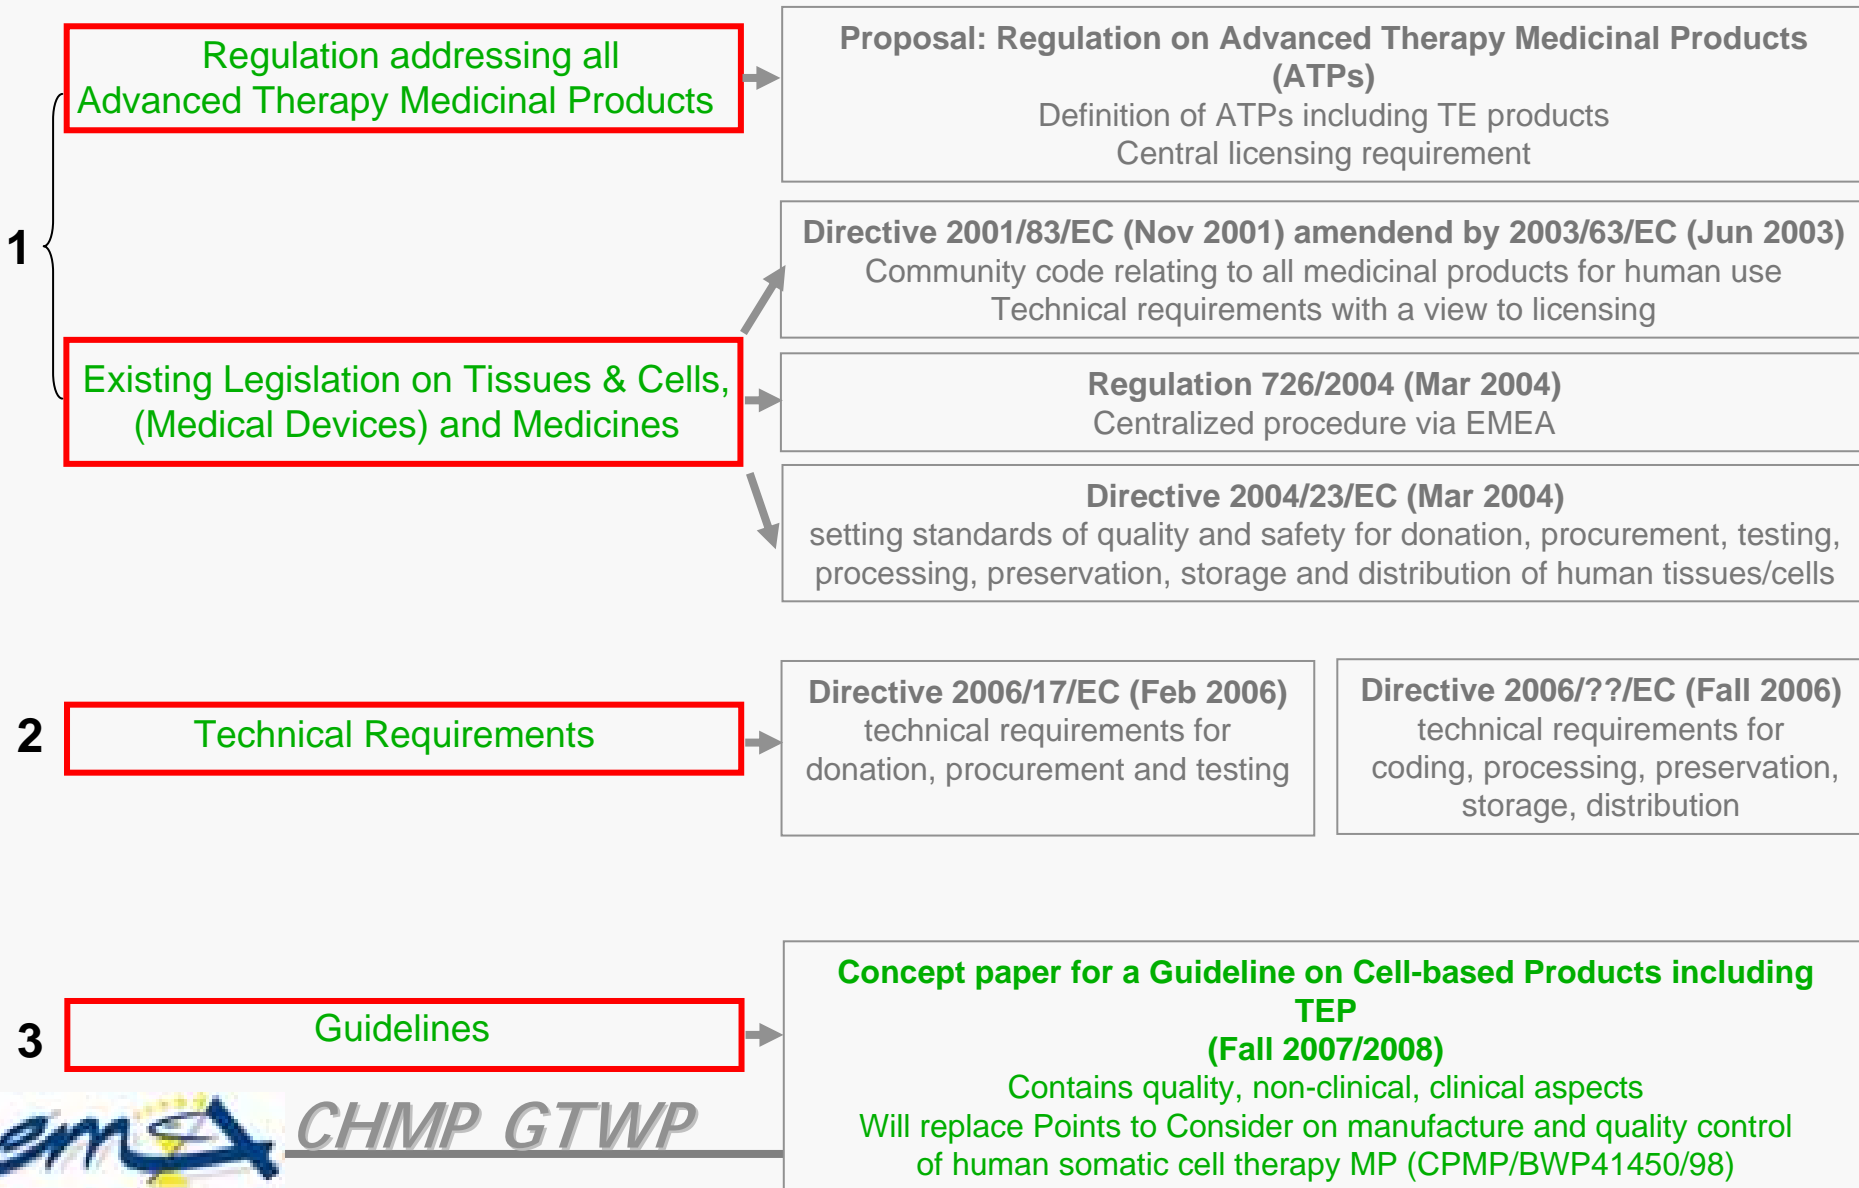 Regulation addressing all
Advanced Therapy Medicinal Products
Proposal: Regulation on Advanced Therapy Medicinal Products
(ATPs)
Definition of ATPs including TE products
Central licensing requirement
1
Directive 2001/83/EC (Nov 2001) amendend by 2003/63/EC (Jun 2003)
Community code relating to all medicinal products for human use
Technical requirements with a view to licensing
Existing Legislation on Tissues & Cells,
(Medical Devices) and Medicines
Regulation 726/2004 (Mar 2004)
Centralized procedure via EMEA
Directive 2004/23/EC (Mar 2004)
setting standards of quality and safety for donation, procurement, testing,
processing, preservation, storage and distribution of human tissues/cells
2
Technical Requirements
Directive 2006/17/EC (Feb 2006)
technical requirements for
donation, procurement and testing
Directive 2006/??/EC (Fall 2006)
technical requirements for
coding, processing, preservation,
storage, distribution
3
Guidelines
Concept paper for a Guideline on Cell-based Products including
TEP
(Fall 2007/2008)
Contains quality, non-clinical, clinical aspects
Will replace Points to Consider on manufacture and quality control
of human somatic cell therapy MP (CPMP/BWP41450/98)
CHMP GTWP